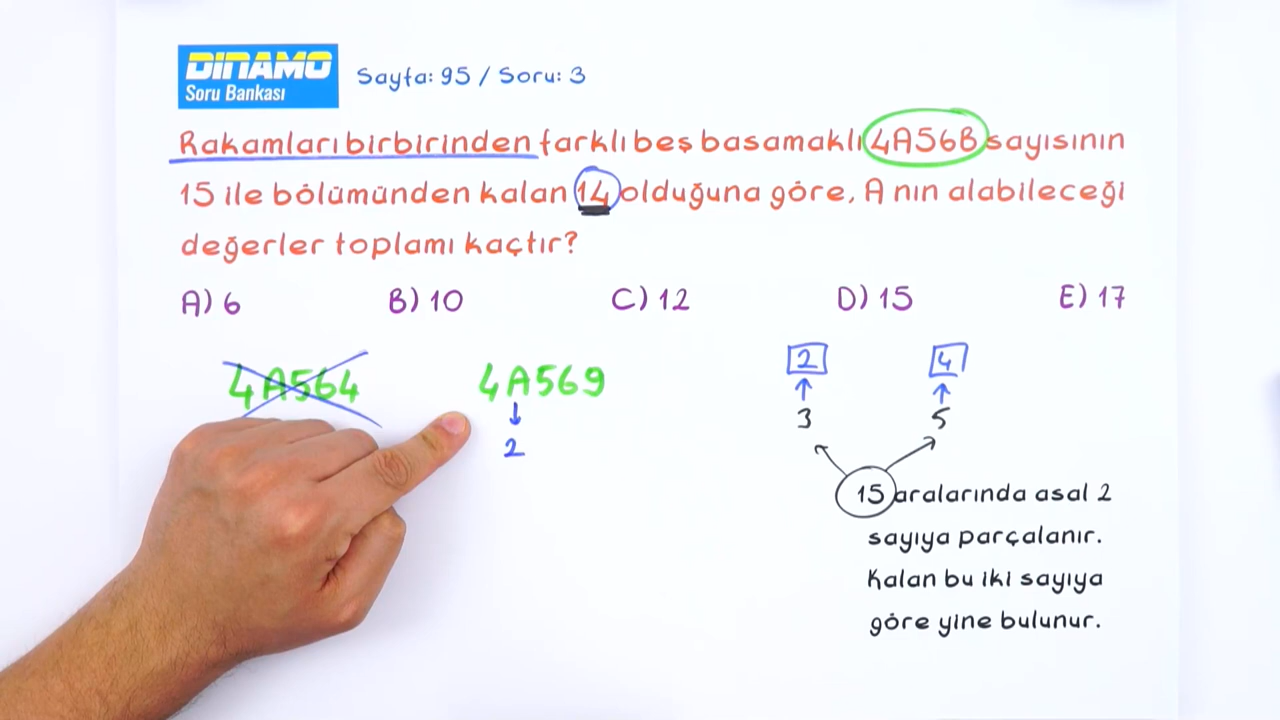 DINAMO
Soru Bankası
Sayfa: 95 / Soru: 3
Rakamları birbirinden farklı beş basamaklı 4A56B sayısının
15 ile bölümünden kalan 14 olduğuna göre, A nın alabileceği
değerler toplamı kaçtır?
A) 6 B) 10 C) 12 D) 15 E) 17
4A564 4A569
2
2 4
3 5
15 aralarında asal 2
sayıya parçalanır.
Kalan bu iki sayıya
göre yine bulunur.